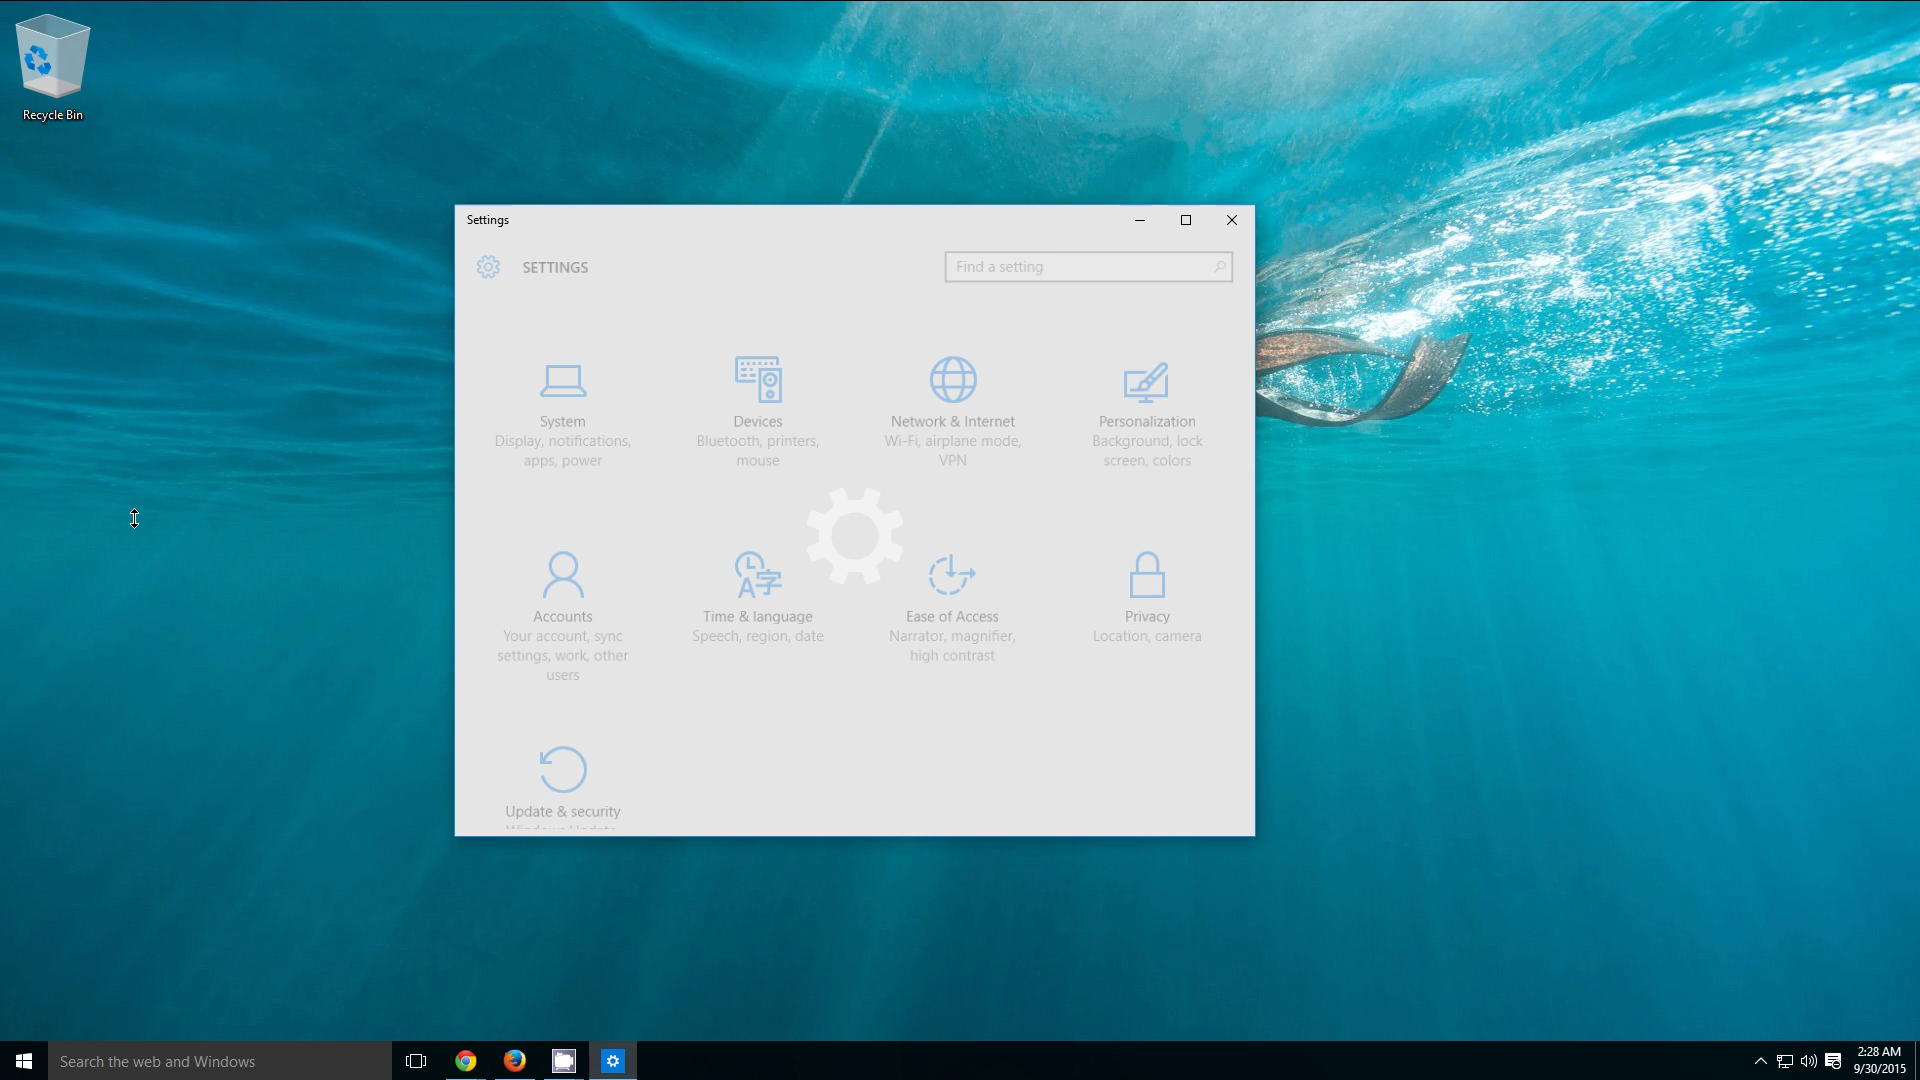 Recycle Bin
Settings
SETTINGS
Find a setting
System
Display, notifications,
apps, power
Devices
Bluetooth, printers,
mouse
Network & Internet
Wi-Fi, airplane mode,
VPN
Personalization
Background, lock
screen, colors
Accounts
Your account, sync
settings, work, other
users
Time & language
Speech, region, date
Ease of Access
Narrator, magnifier,
high contrast
Privacy
Location, camera
Update & security
Windows Update
Search the web and Windows
2:28 AM
9/30/2015